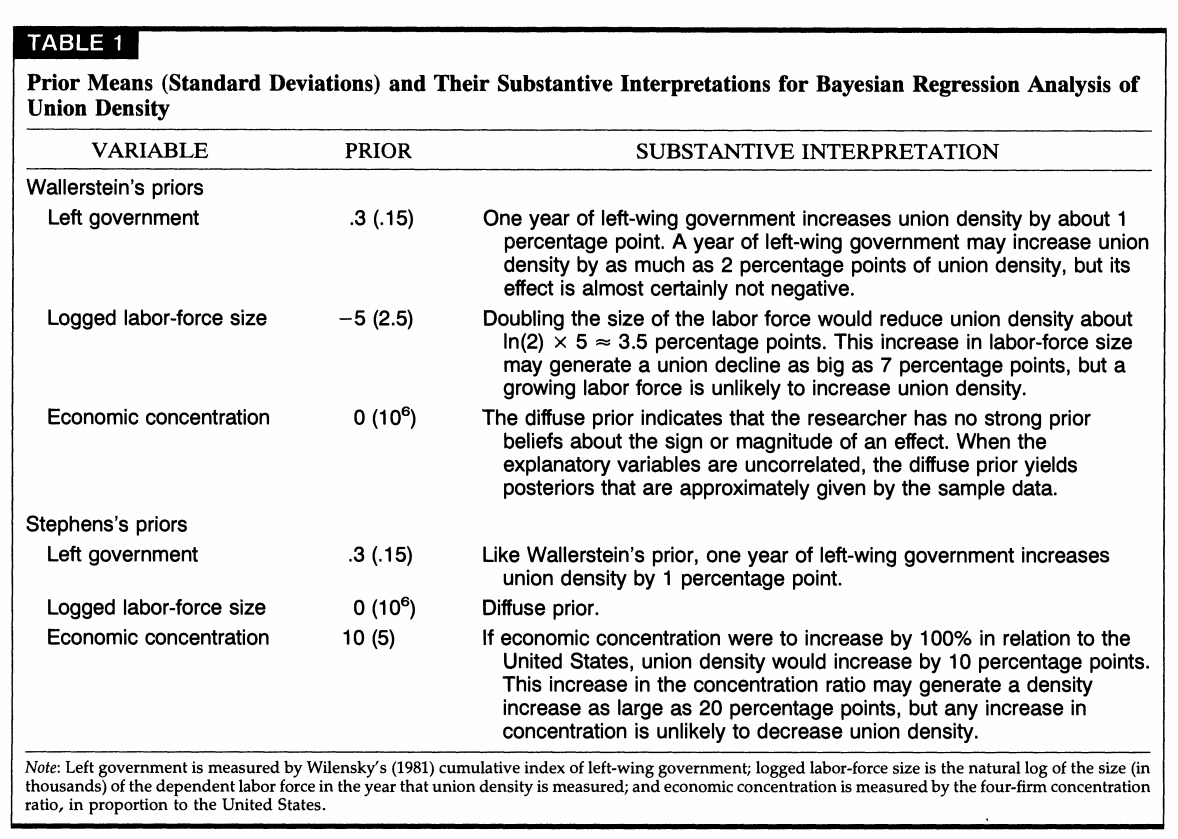 TABLE 1
Prior Means (Standard Deviations) and Their Substantive Interpretations for Bayesian Regression Analysis of
Union Density
VARIABLE PRIOR SUBSTANTIVE INTERPRETATION
Wallerstein's priors
Left government .3 (.15) One year of left-wing government increases union density by about 1
percentage point. A year of left-wing government may increase union
density by as much as 2 percentage points of union density, but its
effect is almost certainly not negative.
Logged labor-force size −5 (2.5) Doubling the size of the labor force would reduce union density about
ln(2) × 5 ≈ 3.5 percentage points. This increase in labor-force size
may generate a union decline as big as 7 percentage points, but a
growing labor force is unlikely to increase union density.
Economic concentration 0 (10⁶) The diffuse prior indicates that the researcher has no strong prior
beliefs about the sign or magnitude of an effect. When the
explanatory variables are uncorrelated, the diffuse prior yields
posteriors that are approximately given by the sample data.
Stephens's priors
Left government .3 (.15) Like Wallerstein's prior, one year of left-wing government increases
union density by 1 percentage point.
Logged labor-force size 0 (10⁶) Diffuse prior.
Economic concentration 10 (5) If economic concentration were to increase by 100% in relation to the
United States, union density would increase by 10 percentage points.
This increase in the concentration ratio may generate a density
increase as large as 20 percentage points, but any increase in
concentration is unlikely to decrease union density.
Note: Left government is measured by Wilensky's (1981) cumulative index of left-wing government; logged labor-force size is the natural log of the size (in
thousands) of the dependent labor force in the year that union density is measured; and economic concentration is measured by the four-firm concentration
ratio, in proportion to the United States.